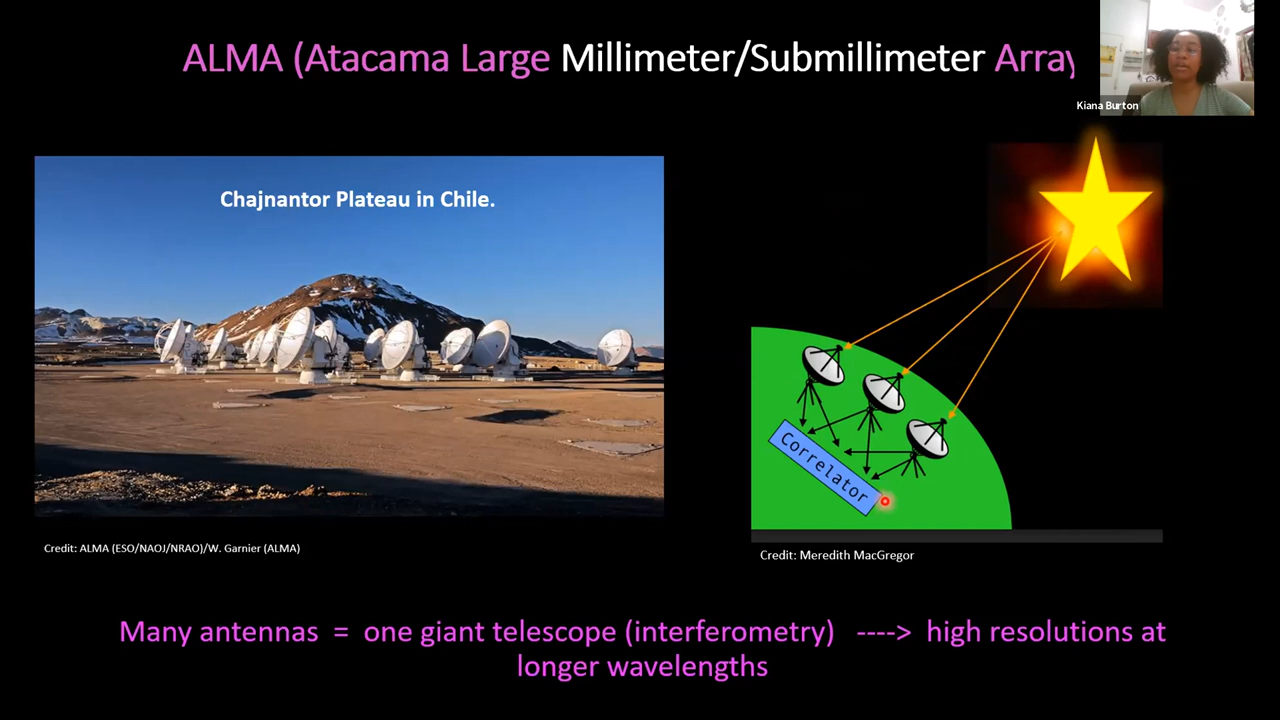 ALMA (Atacama Large Millimeter/Submillimeter Array
Kiana Burton
Chajnantor Plateau in Chile.
Correlator
Credit: ALMA (ESO/NAOJ/NRAO)/W. Garnier (ALMA)
Credit: Meredith MacGregor
Many antennas = one giant telescope (interferometry) ----> high resolutions at
longer wavelengths